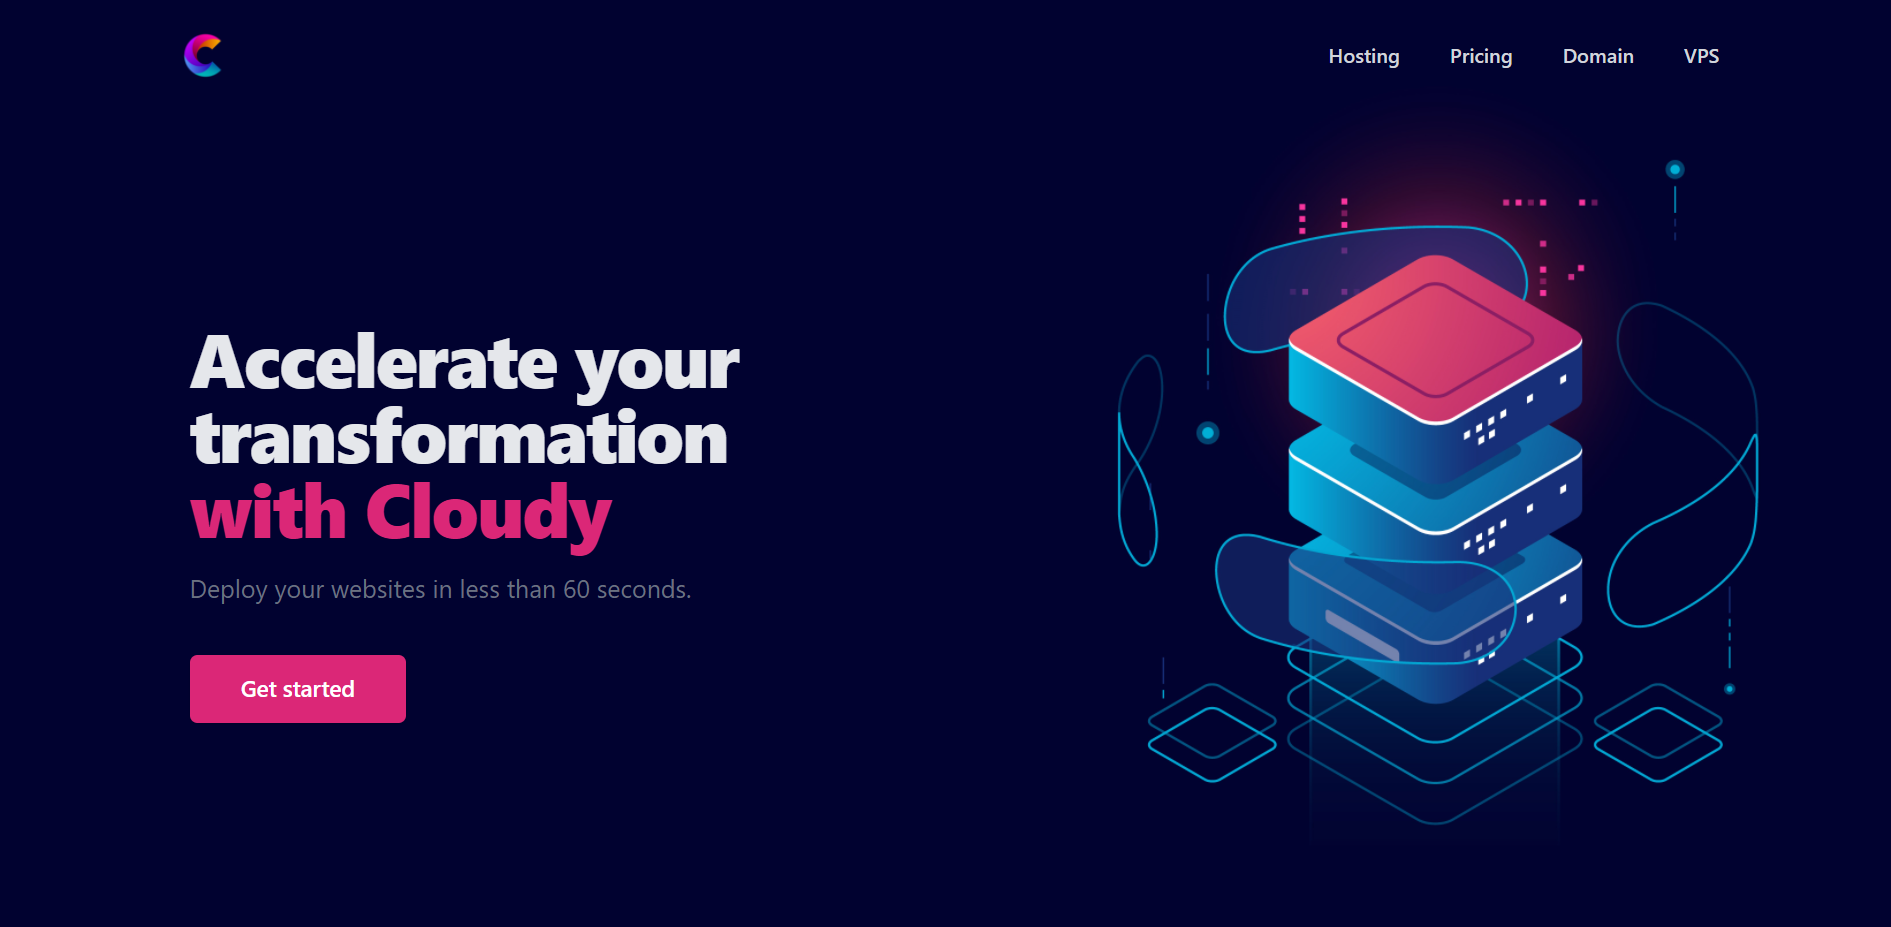 Hosting Pricing Domain VPS
Accelerate your
transformation
with Cloudy
Deploy your websites in less than 60 seconds.
Get started